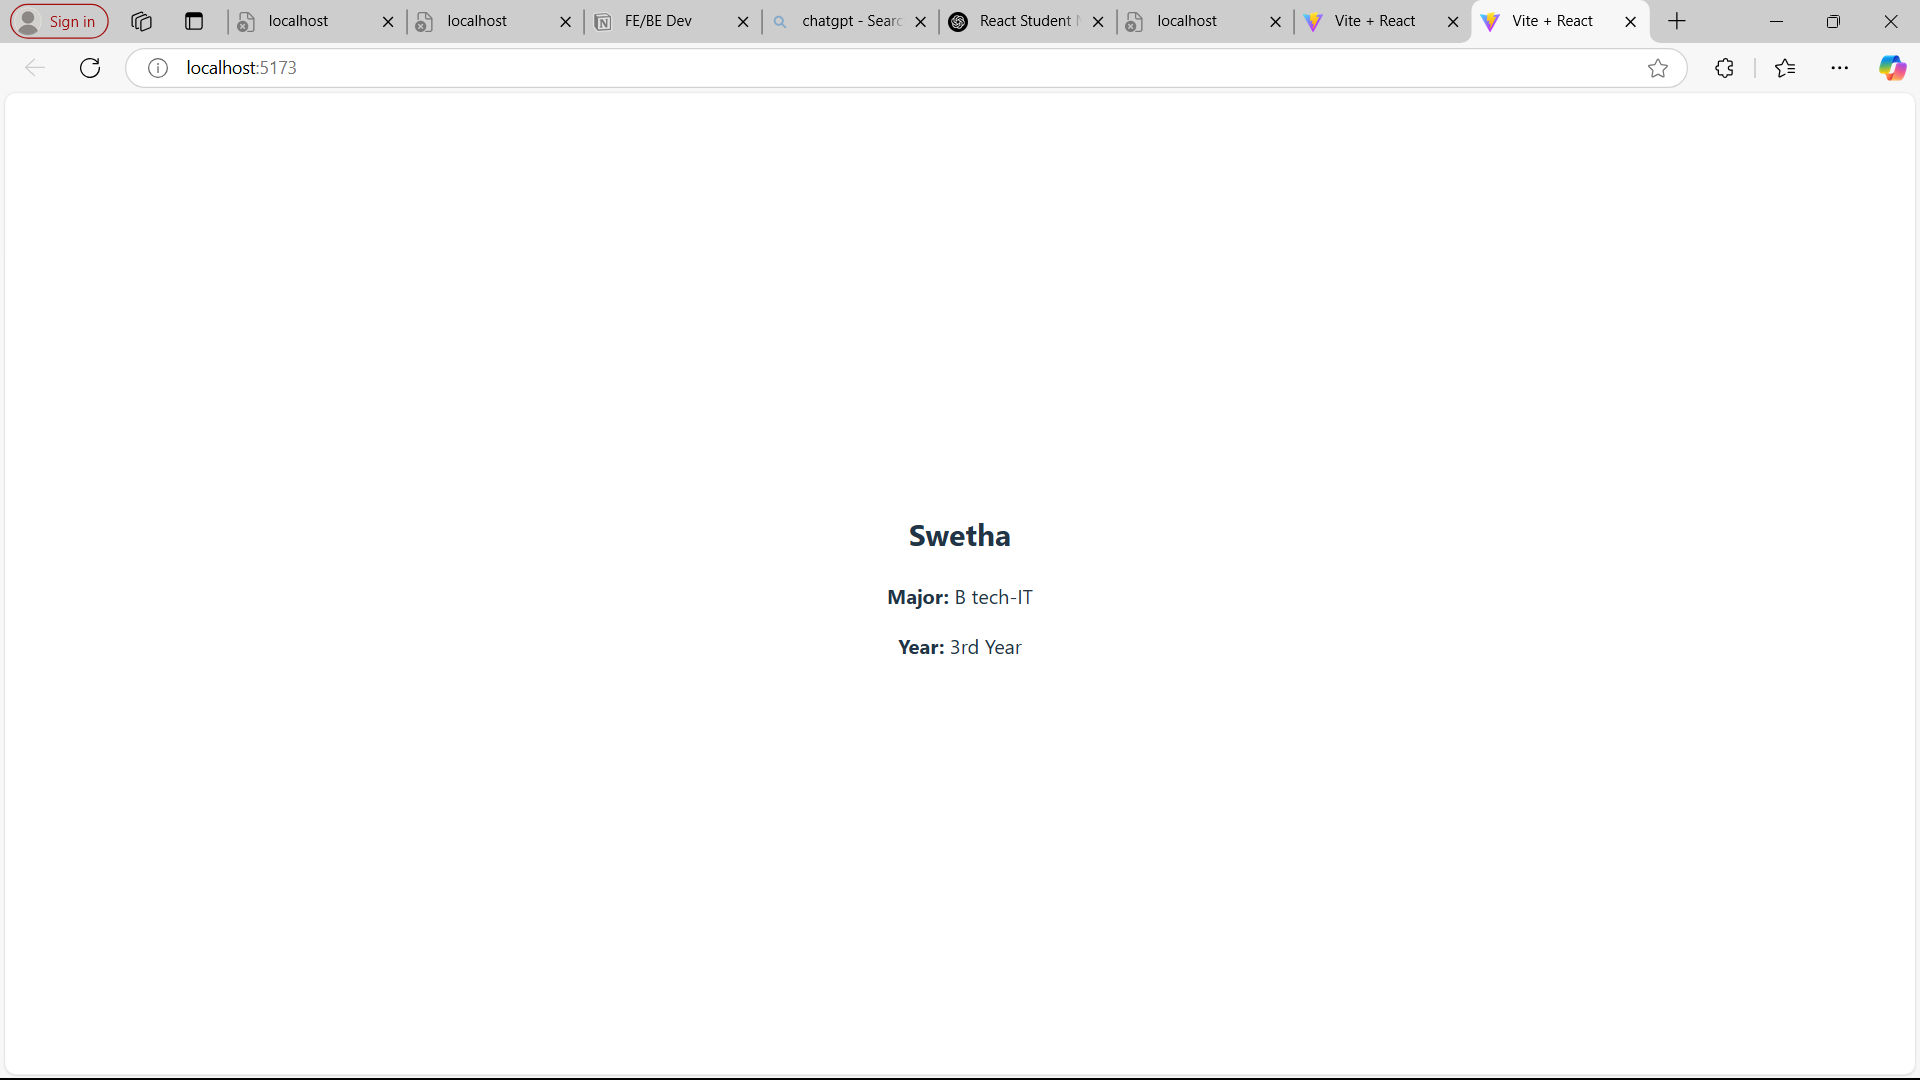 Sign in
localhost
localhost
FE/BE Dev
chatgpt - Searc
React Student
localhost
Vite + React
Vite + React
localhost:5173
Swetha
Major: B tech-IT
Year: 3rd Year